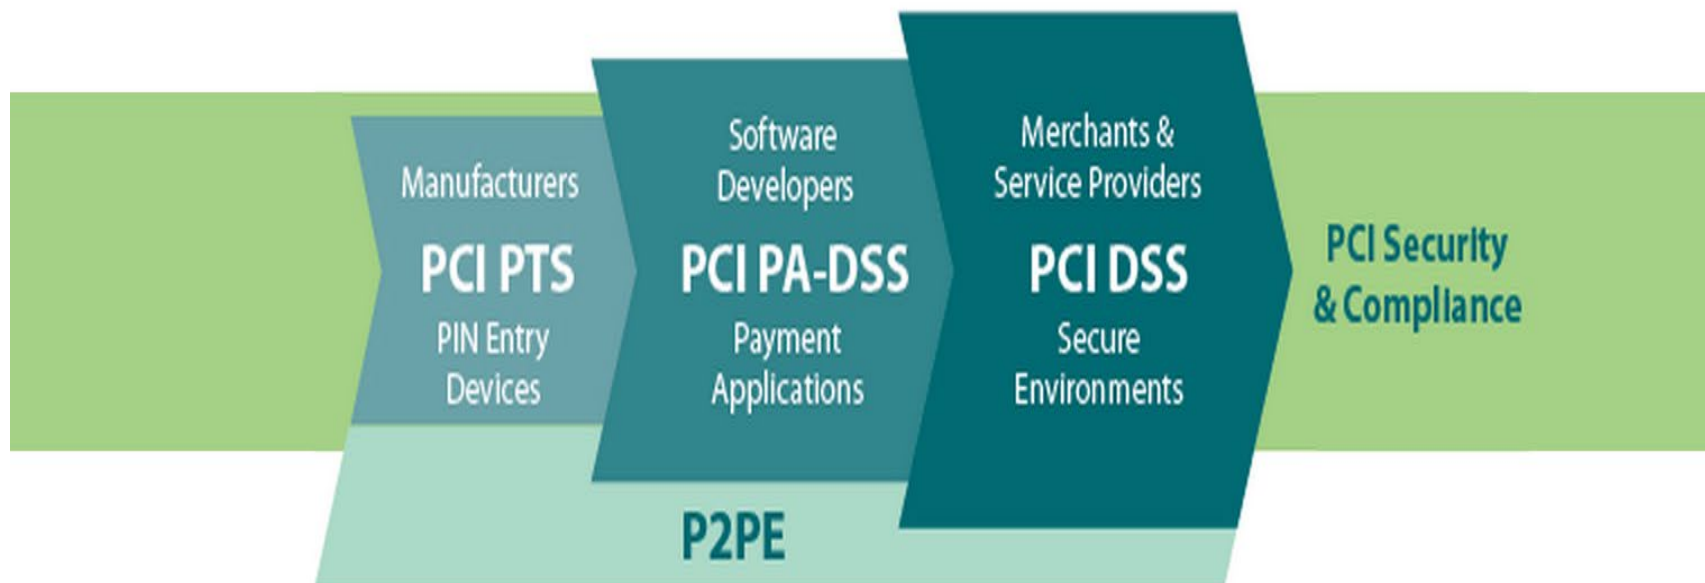 Manufacturers
PCI PTS
PIN Entry
Devices
Software
Developers
PCI PA-DSS
Payment
Applications
Merchants &
Service Providers
PCI DSS
Secure
Environments
PCI Security
& Compliance
P2PE